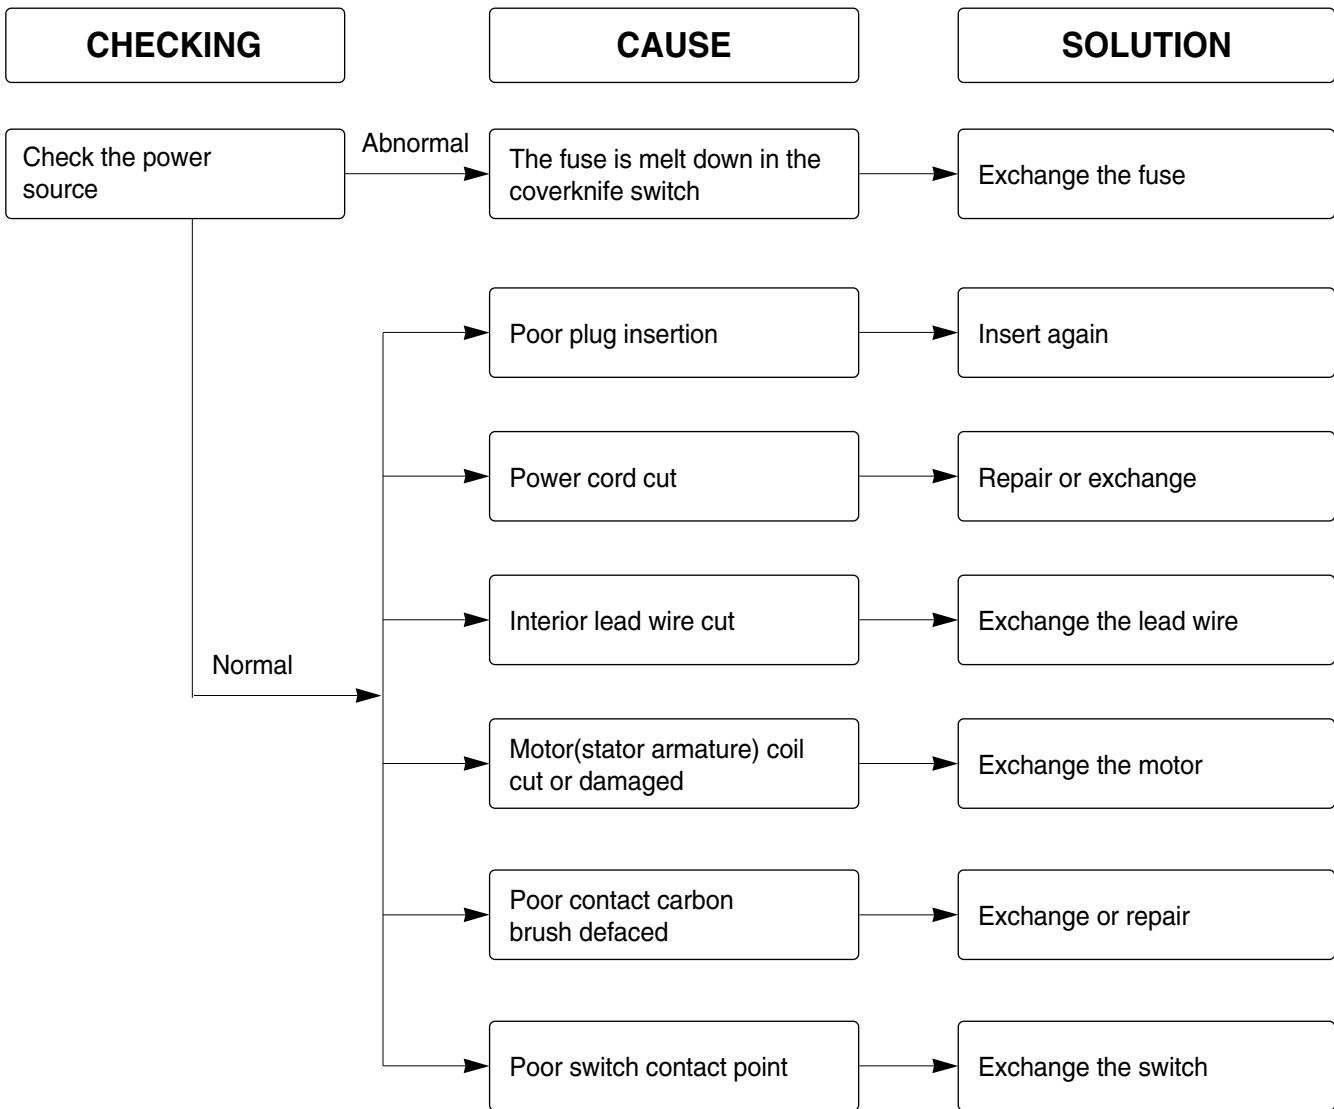 CHECKING
CAUSE
SOLUTION
Check the power
source
Abnormal
The fuse is melt down in the
coverknife switch
Exchange the fuse
Poor plug insertion
Insert again
Power cord cut
Repair or exchange
Interior lead wire cut
Exchange the lead wire
Normal
Motor(stator armature) coil
cut or damaged
Exchange the motor
Poor contact carbon
brush defaced
Exchange or repair
Poor switch contact point
Exchange the switch